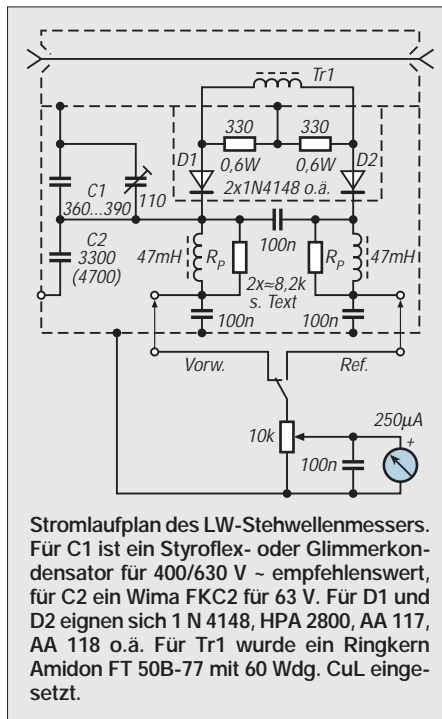 Tr1
330 330
D1 0,6W 0,6W D2
2x1N4148 o.ä.
C1
360...390
110
100n
C2
3300
(4700)
47mH
Rp
Rp
47mH
2x≈8,2k
s. Text
100n
100n
Vorw.
Ref.
250µA
+
10k
100n
Stromlaufplan des LW-Stehwellenmessers.
Für C1 ist ein Styroflex- oder Glimmerkon-
densator für 400/630 V ~ empfehlenswert,
für C2 ein Wima FKC2 für 63 V. Für D1 und
D2 eignen sich 1 N 4148, HPA 2800, AA 117,
AA 118 o.ä. Für Tr1 wurde ein Ringkern
Amidon FT 50B-77 mit 60 Wdg. CuL einge-
setzt.